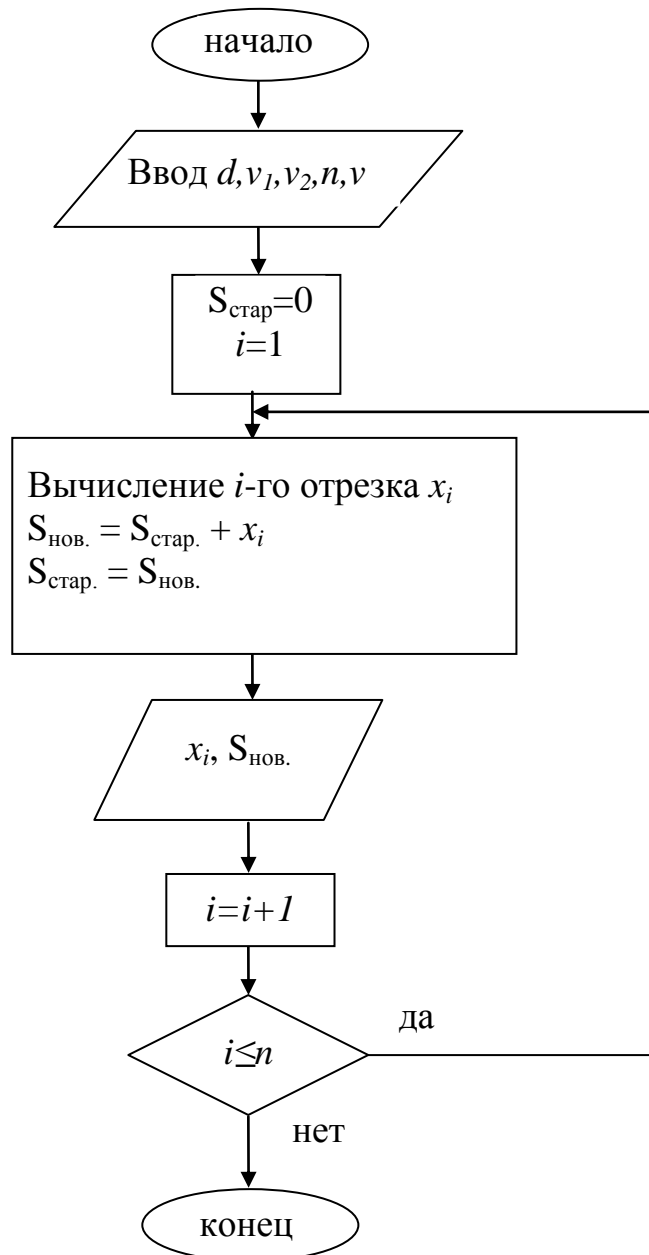 начало
Ввод d,v₁,v₂,n,v
Sстар=0
i=1
Вычисление i-го отрезка xᵢ
Sнов. = Sстар. + xᵢ
Sстар. = Sнов.
xᵢ, Sнов.
i=i+1
да
i≤n
нет
конец